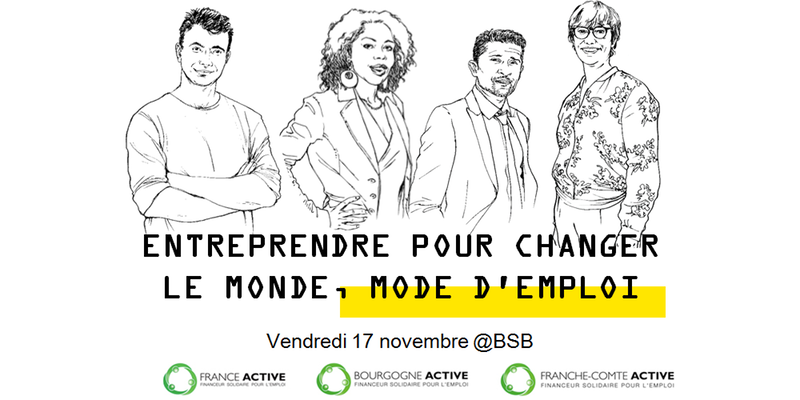 ENTREPRENDRE POUR CHANGER
LE MONDE, MODE D'EMPLOI
Vendredi 17 novembre @BSB
FRANCE ACTIVE
FINANCEUR SOLIDAIRE POUR L'EMPLOI
BOURGOGNE ACTIVE
FINANCEUR SOLIDAIRE POUR L'EMPLOI
FRANCHE-COMTE ACTIVE
FINANCEUR SOLIDAIRE POUR L'EMPLOI